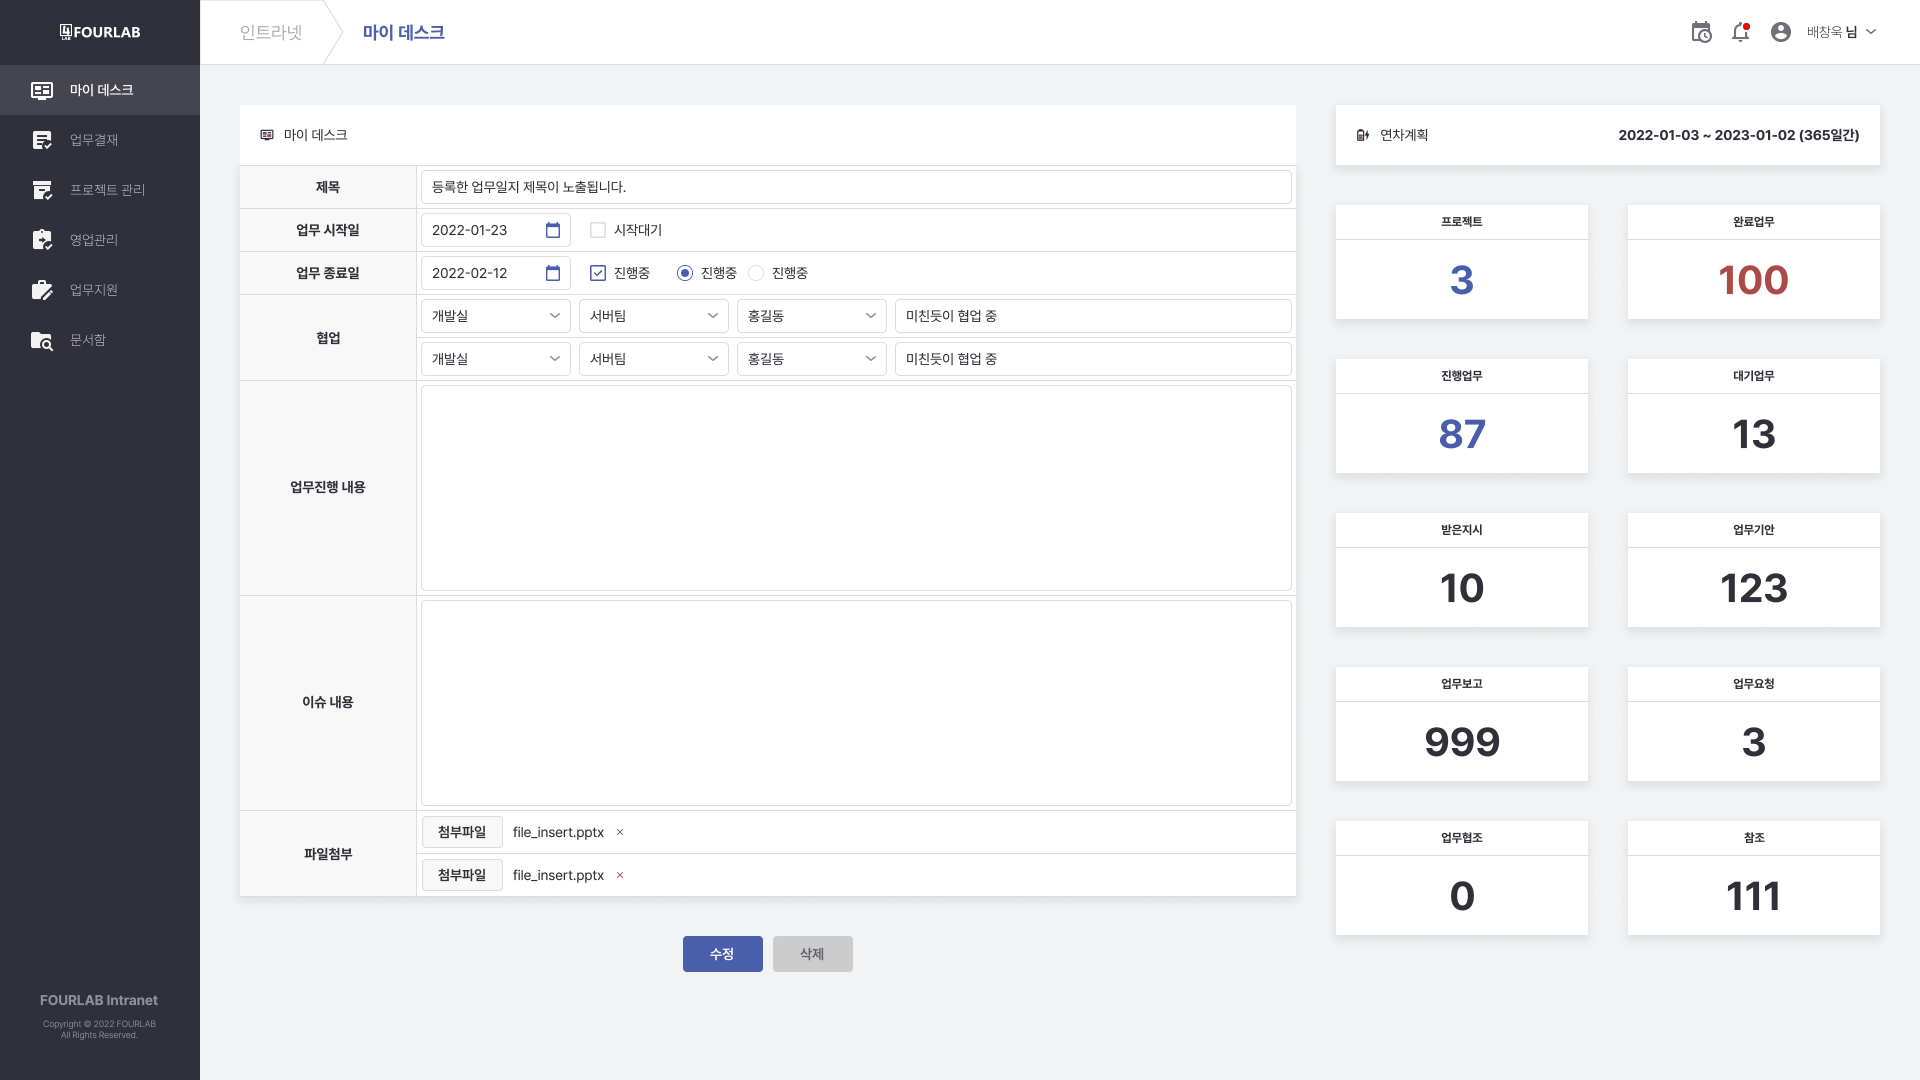 FOURLAB
인트라넷
마이 데스크
배창욱 님
마이 데스크
업무결재
프로젝트 관리
영업관리
업무지원
문서함
FOURLAB Intranet
Copyright © 2022 FOURLAB
All Rights Reserved.
마이 데스크
제목
등록한 업무일지 제목이 노출됩니다.
업무 시작일
2022-01-23
시작대기
업무 종료일
2022-02-12
진행중
진행중
진행중
협업
개발실
서버팀
홍길동
미친듯이 협업 중
개발실
서버팀
홍길동
미친듯이 협업 중
업무진행 내용
이슈 내용
파일첨부
첨부파일
file_insert.pptx
첨부파일
file_insert.pptx
수정
삭제
연차계획
2022-01-03 ~ 2023-01-02 (365일간)
프로젝트
3
완료업무
100
진행업무
87
대기업무
13
받은지시
10
업무기안
123
업무보고
999
업무요청
3
업무협조
0
참조
111